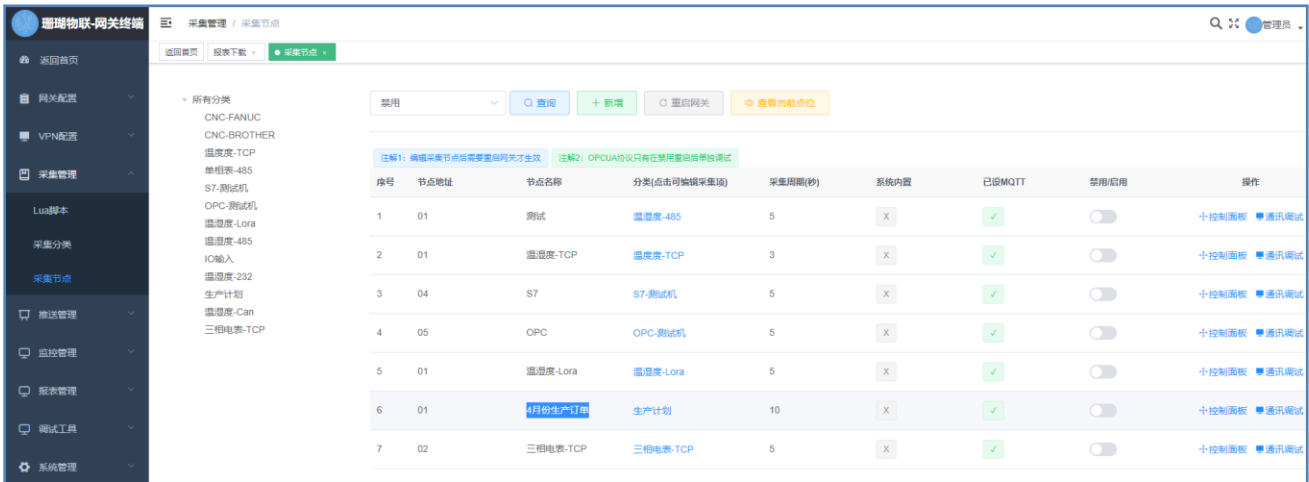 珊瑚物联-网关终端
采集管理 / 采集节点
管理员
返回首页
报表下载 ×
采集节点 ×
返回首页
网关配置
VPN配置
采集管理
Lua脚本
采集分类
采集节点
推送管理
监控管理
报表管理
调试工具
系统管理
所有分类
CNC-FANUC
CNC-BROTHER
温度度-TCP
单相表-485
S7-测试机
OPC-测试机
温湿度-Lora
温湿度-485
IO输入
温湿度-232
生产计划
温湿度-Can
三相电表-TCP
禁用 查询 + 新增 重启网关 查看当前点位
注解1：编辑采集节点后需要重启网关才生效 注解2：OPCUA协议只有在禁用重启后单独调试
序号 节点地址 节点名称 分类(点击可编辑采集项) 采集周期(秒) 系统内置 已设MQTT 禁用/启用 操作
1 01 测试 温湿度-485 5 X ✓ 控制面板 通讯调试
2 01 温湿度-TCP 温度度-TCP 3 X ✓ 控制面板 通讯调试
3 04 S7 S7-测试机 5 X ✓ 控制面板 通讯调试
4 05 OPC OPC-测试机 5 X ✓ 控制面板 通讯调试
5 01 温湿度-Lora 温湿度-Lora 5 X ✓ 控制面板 通讯调试
6 01 4月份生产订单 生产计划 10 X ✓ 控制面板 通讯调试
7 02 三相电表-TCP 三相电表-TCP 5 X ✓ 控制面板 通讯调试